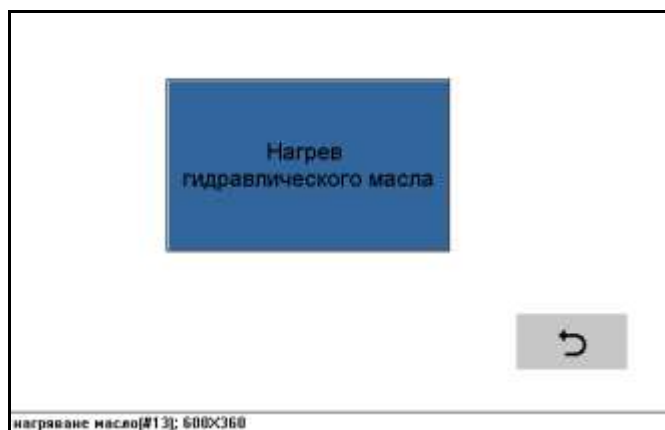 Нагрев
гидравлического масла
нагряване масло[#13]; 600X360